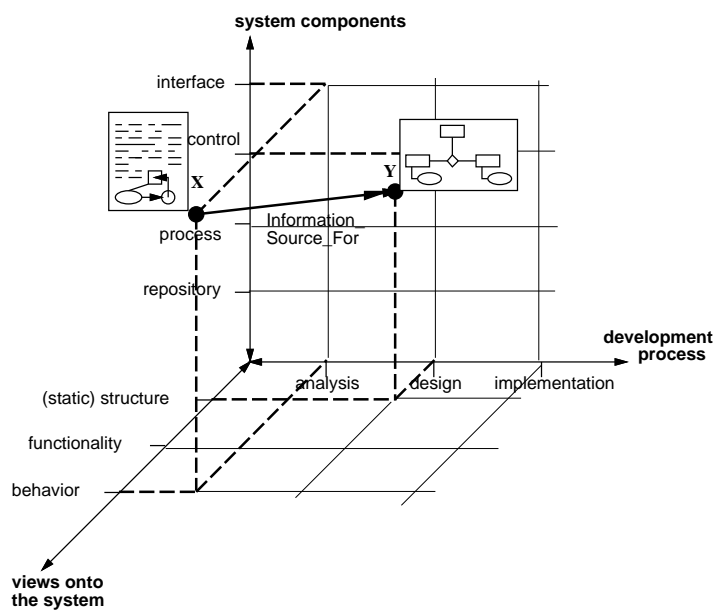 system components
interface
control
X
Y
Information_
Source_For
process
repository
development
process
analysis
design
implementation
(static) structure
functionality
behavior
views onto
the system